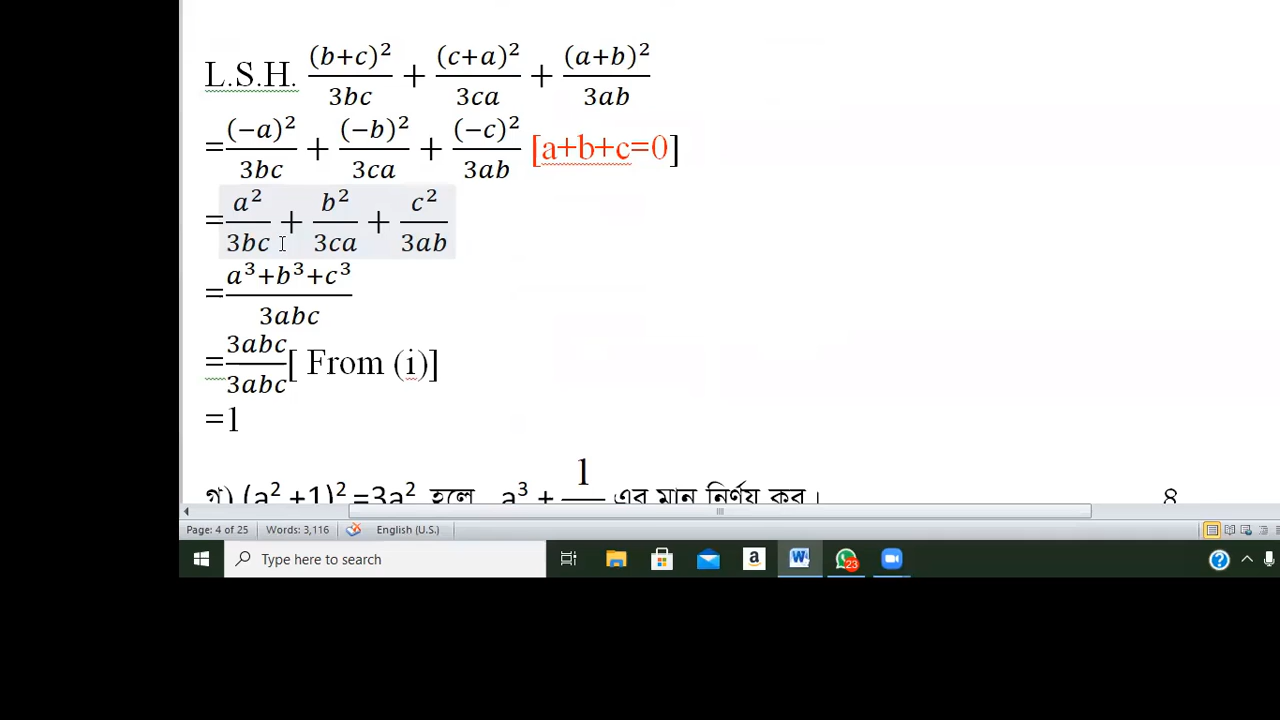 L.S.H. (b+c)²/3bc + (c+a)²/3ca + (a+b)²/3ab
=(−a)²/3bc + (−b)²/3ca + (−c)²/3ab [a+b+c=0]
=a²/3bc + b²/3ca + c²/3ab
=a³+b³+c³/3abc
=3abc/3abc[ From (i)]
=1
গ) (a² +1)² =3a² হলে a³ + 1 এর মান নির্ণয় কর। 8
Page: 4 of 25 Words: 3,116 English (U.S.)
Type here to search
a W 23 ?